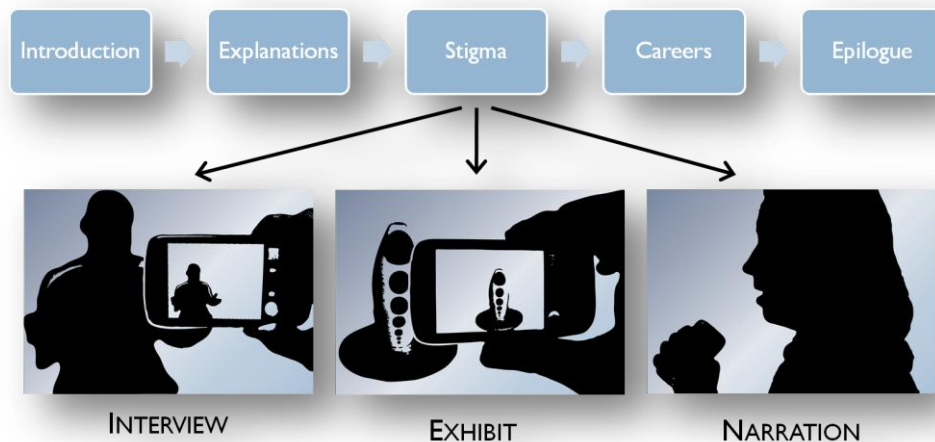 Introduction
Explanations
Stigma
Careers
Epilogue
INTERVIEW
EXHIBIT
NARRATION